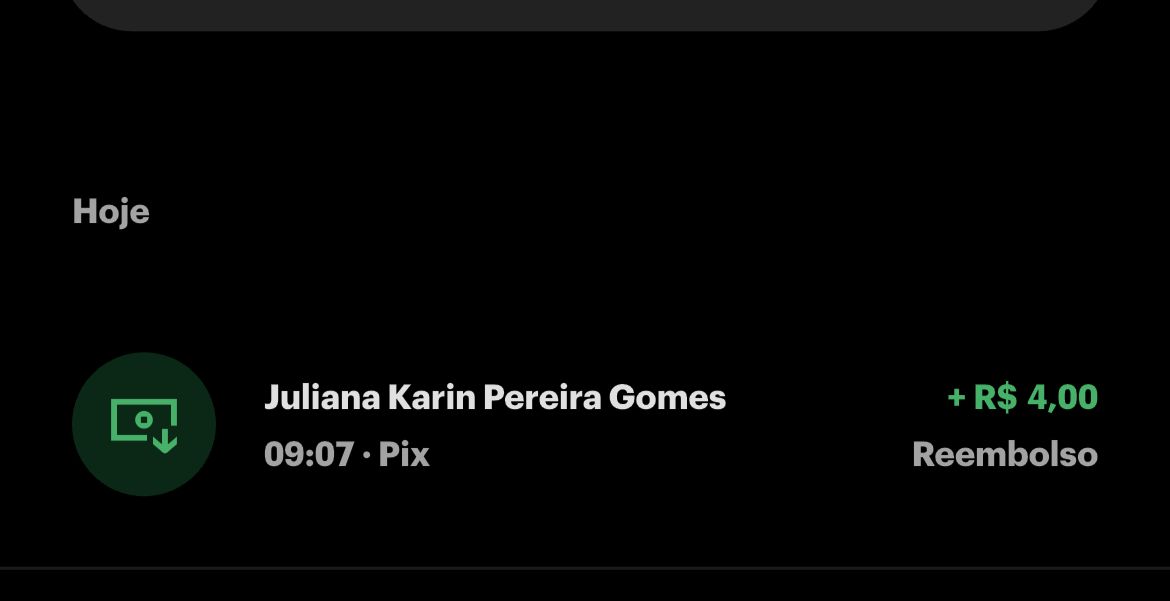 Hoje
Juliana Karin Pereira Gomes
+ R$ 4,00
09:07 · Pix
Reembolso